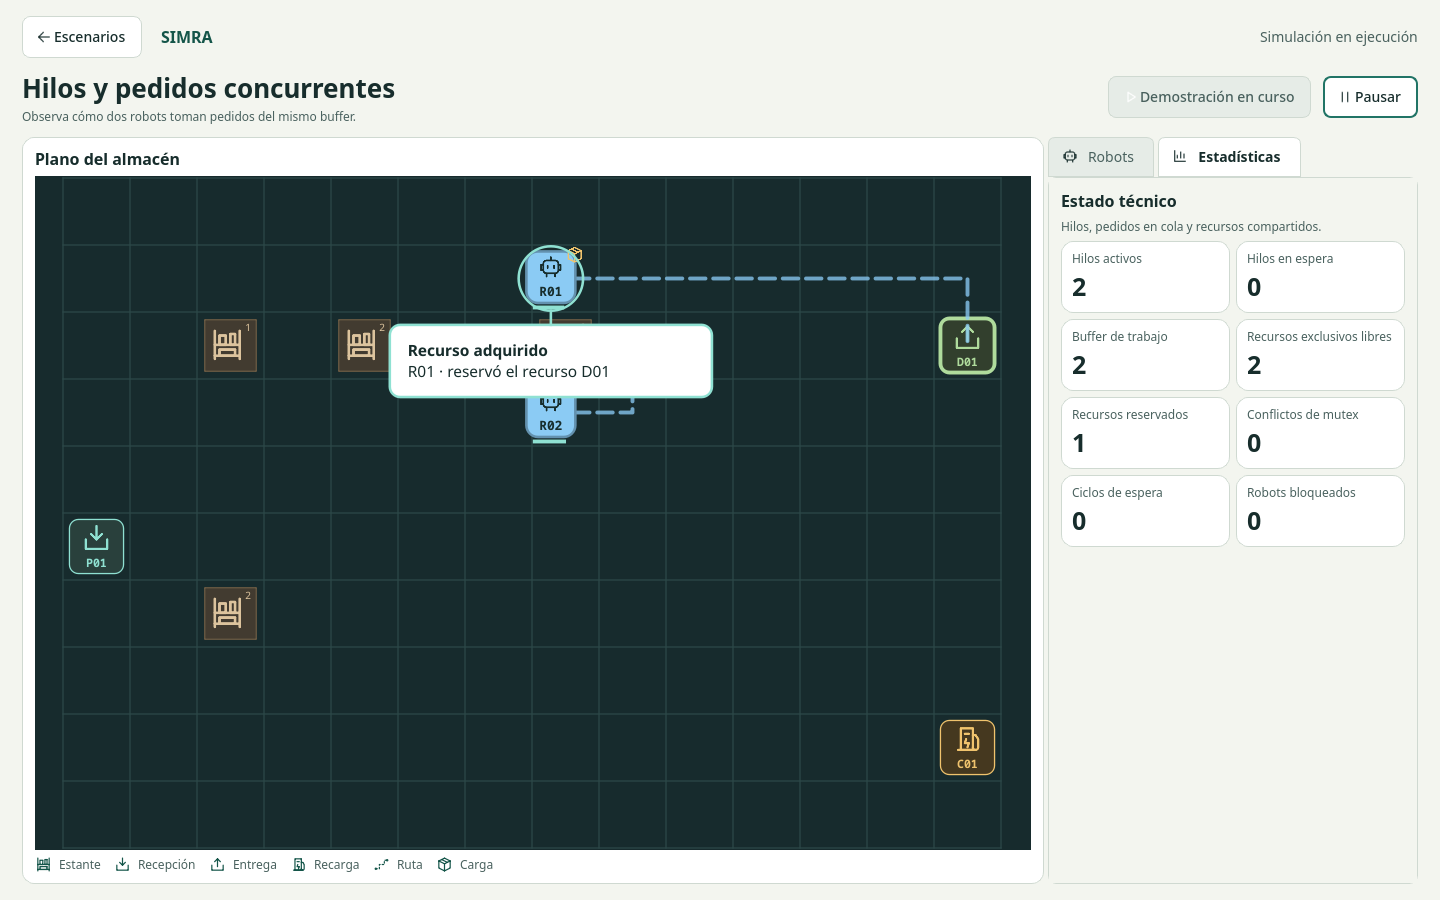 Escenarios
SIMRA
Simulación en ejecución
Hilos y pedidos concurrentes
Observa cómo dos robots toman pedidos del mismo buffer.
Demostración en curso
Pausar
Plano del almacén
R01
1
2
D01
Recurso adquirido
R01 · reservó el recurso D01
R02
P01
2
C01
Estante
Recepción
Entrega
Recarga
Ruta
Carga
Robots
Estadísticas
Estado técnico
Hilos, pedidos en cola y recursos compartidos.
Hilos activos
2
Hilos en espera
0
Buffer de trabajo
2
Recursos exclusivos libres
2
Recursos reservados
1
Conflictos de mutex
0
Ciclos de espera
0
Robots bloqueados
0